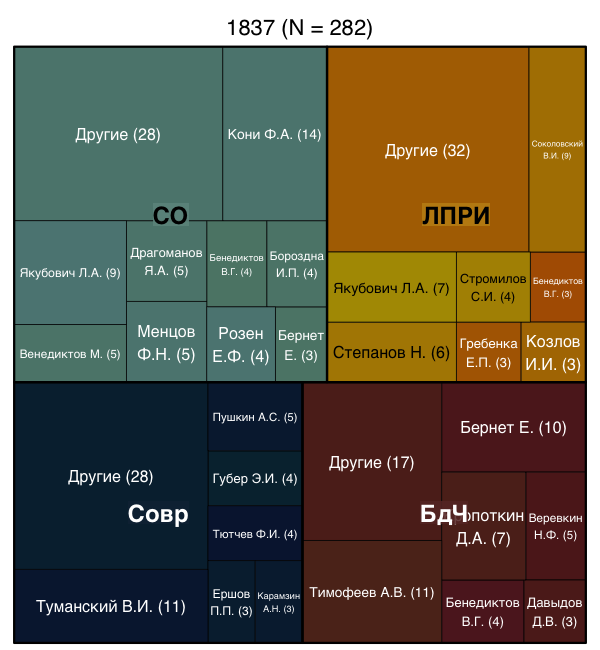 1837 (N = 282)
Другие (28)
Кони Ф.А. (14)
СО
Якубович Л.А. (9)
Драгоманов
Я.А. (5)
Бенедиктов
В.Г. (4)
Бороздна
И.П. (4)
Венедиктов М. (5)
Менцов
Ф.Н. (5)
Розен
Е.Ф. (4)
Бернет
Е. (3)
Другие (32)
Соколовский
В.И. (9)
ЛПРИ
Якубович Л.А. (7)
Стромилов
С.И. (4)
Бенедиктов
В.Г. (3)
Степанов Н. (6)
Гребенка
Е.П. (3)
Козлов
И.И. (3)
Другие (28)
Пушкин А.С. (5)
Губер Э.И. (4)
Совр
Тютчев Ф.И. (4)
Туманский В.И. (11)
Ершов
П.П. (3)
Карамзин
А.Н. (3)
Другие (17)
Бернет Е. (10)
БдЧ
опоткин
Д.А. (7)
Веревкин
Н.Ф. (5)
Тимофеев А.В. (11)
Бенедиктов
В.Г. (4)
Давыдов
Д.В. (3)